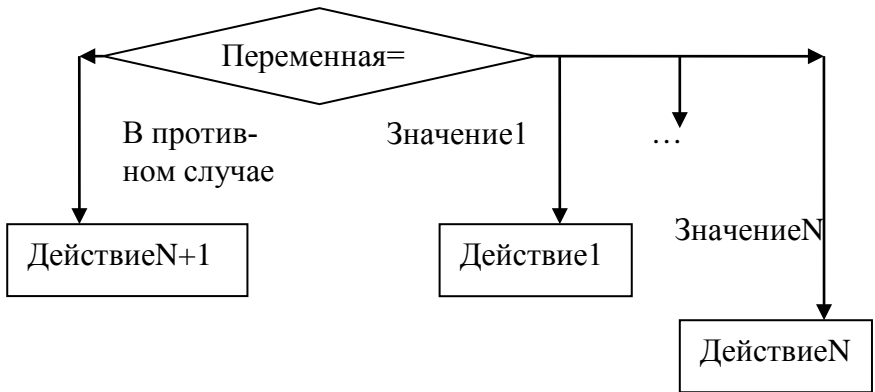 Переменная=
В против-
ном случае
Значение1
…
ДействиеN+1
Действие1
ЗначениеN
ДействиеN